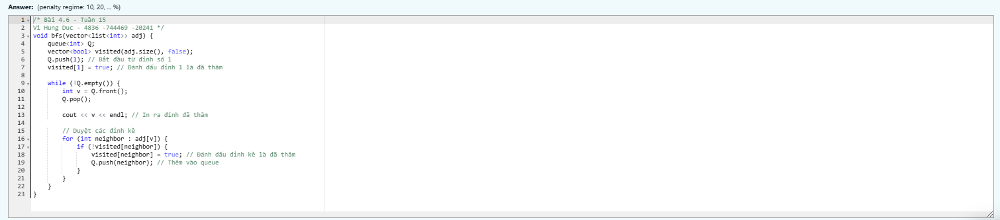 Answer: (penalty regime: 10, 20, ... %)
1 /* Bài 4.6 - Tuần 15
2 Vi Hung Duc - 4836 -744469 -20241 */
3 void bfs(vector<list<int>> adj) {
4     queue<int> Q;
5     vector<bool> visited(adj.size(), false);
6     Q.push(1); // Bắt đầu từ đỉnh số 1
7     visited[1] = true; // Đánh dấu đỉnh 1 là đã thăm
8
9     while (!Q.empty()) {
10         int v = Q.front();
11         Q.pop();
12
13         cout << v << endl; // In ra đỉnh đã thăm
14
15         // Duyệt các đỉnh kề
16         for (int neighbor : adj[v]) {
17             if (!visited[neighbor]) {
18                 visited[neighbor] = true; // Đánh dấu đỉnh kề là đã thăm
19                 Q.push(neighbor); // Thêm vào queue
20             }
21         }
22     }
23 }